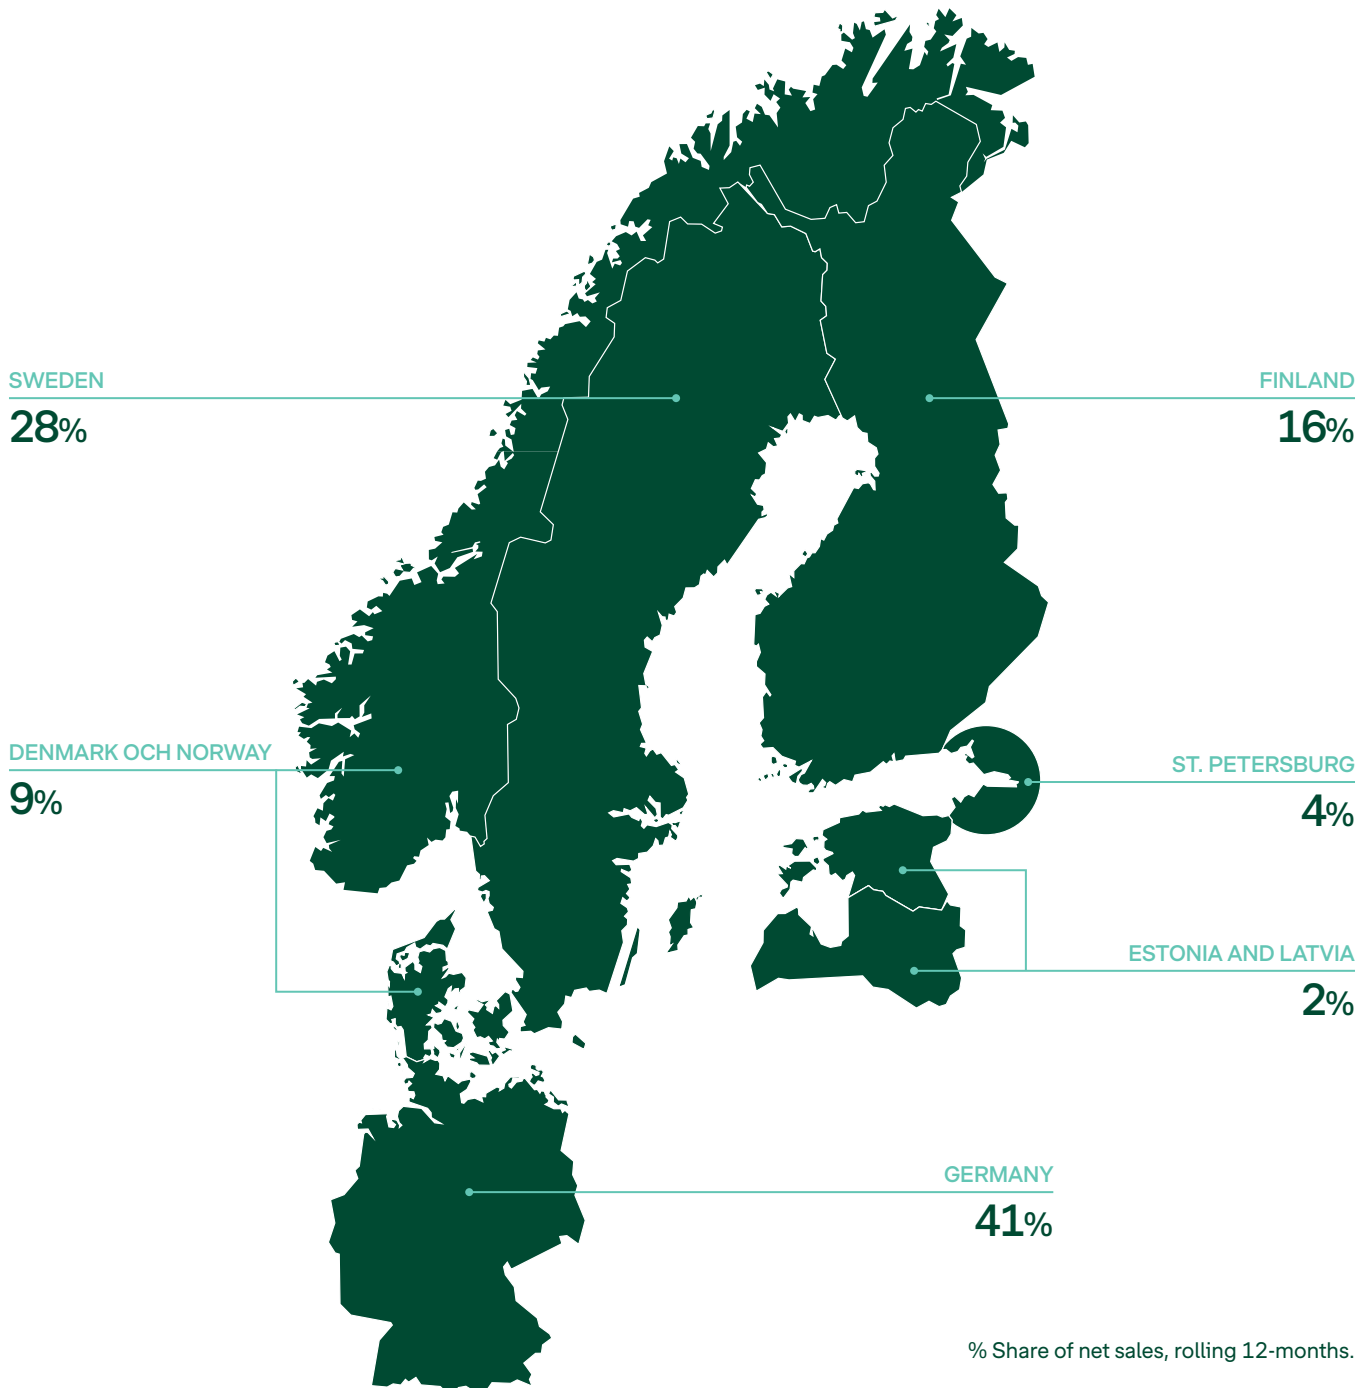 SWEDEN
28%
FINLAND
16%
DENMARK OCH NORWAY
9%
ST. PETERSBURG
4%
ESTONIA AND LATVIA
2%
GERMANY
41%
% Share of net sales, rolling 12-months.